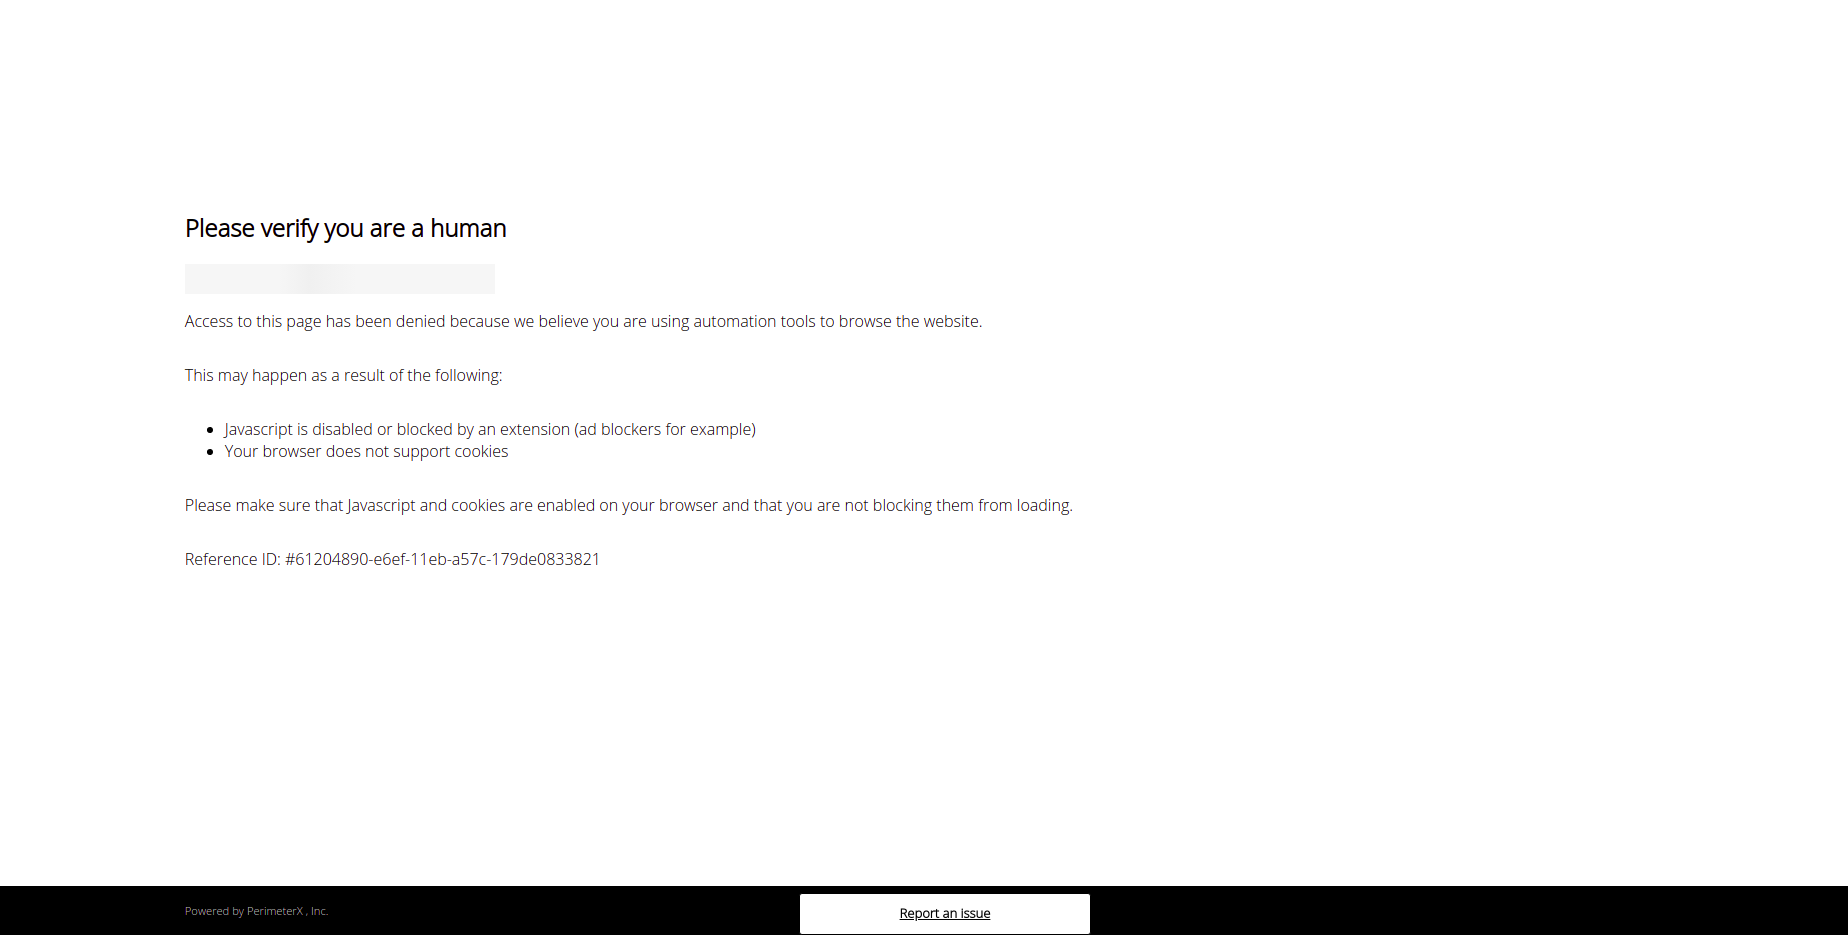 Please verify you are a human
Access to this page has been denied because we believe you are using automation tools to browse the website.
This may happen as a result of the following:
Javascript is disabled or blocked by an extension (ad blockers for example)
Your browser does not support cookies
Please make sure that Javascript and cookies are enabled on your browser and that you are not blocking them from loading.
Reference ID: #61204890-e6ef-11eb-a57c-179de0833821
Powered by PerimeterX , Inc.
Report an issue